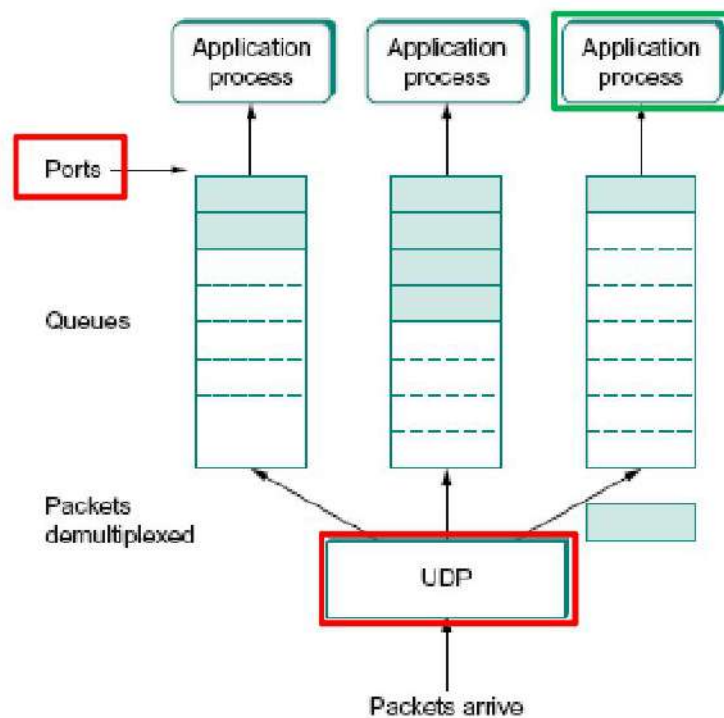 Application
process
Application
process
Application
process
Ports
Queues
Packets
demultiplexed
UDP
Packets arrive